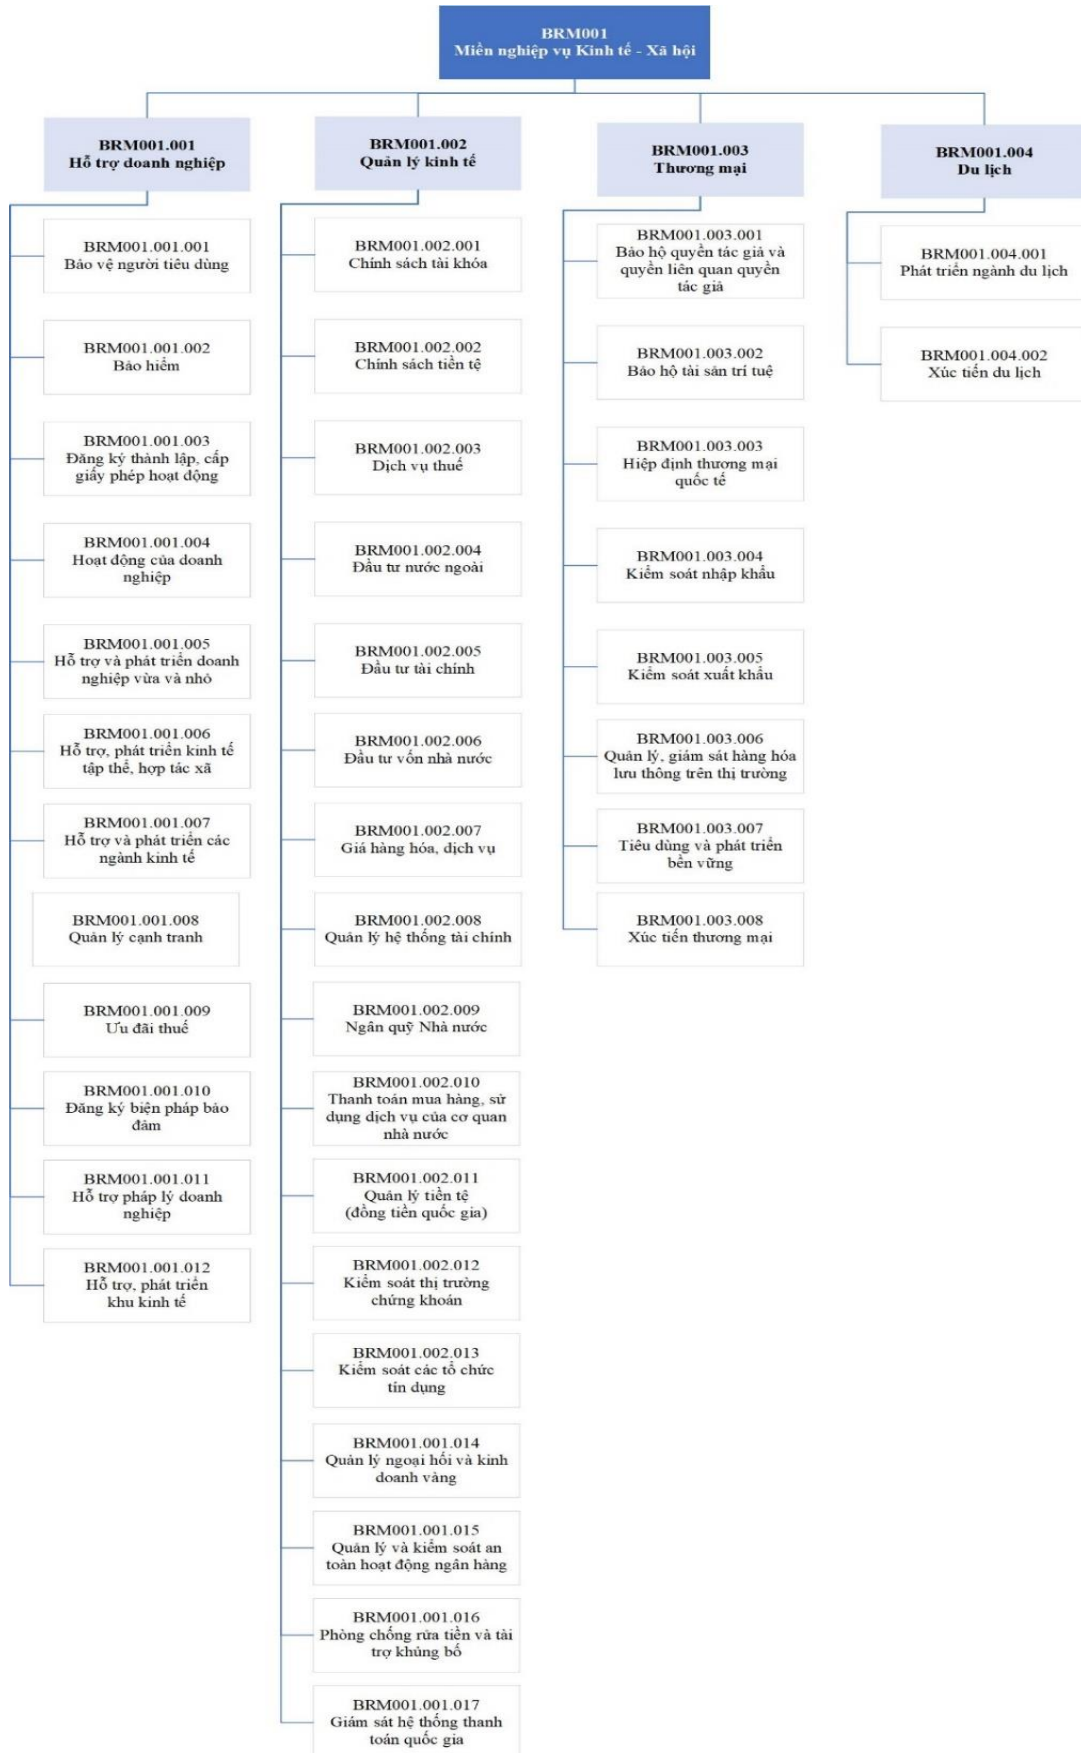 BRM001
Miền nghiệp vụ Kinh tế - Xã hội
BRM001.001
Hỗ trợ doanh nghiệp
BRM001.001.001
Bảo vệ người tiêu dùng
BRM001.001.002
Bảo hiểm
BRM001.001.003
Đăng ký thành lập, cấp
giấy phép hoạt động
BRM001.001.004
Hoạt động của doanh
nghiệp
BRM001.001.005
Hỗ trợ và phát triển doanh
nghiệp vừa và nhỏ
BRM001.001.006
Hỗ trợ, phát triển kinh tế
tập thể, hợp tác xã
BRM001.001.007
Hỗ trợ và phát triển các
ngành kinh tế
BRM001.001.008
Quản lý cạnh tranh
BRM001.001.009
Ưu đãi thuế
BRM001.001.010
Đăng ký biện pháp bảo
đảm
BRM001.001.011
Hỗ trợ pháp lý doanh
nghiệp
BRM001.001.012
Hỗ trợ, phát triển
khu kinh tế
BRM001.002
Quản lý kinh tế
BRM001.002.001
Chính sách tài khóa
BRM001.002.002
Chính sách tiền tệ
BRM001.002.003
Dịch vụ thuế
BRM001.002.004
Đầu tư nước ngoài
BRM001.002.005
Đầu tư tài chính
BRM001.002.006
Đầu tư vốn nhà nước
BRM001.002.007
Giá hàng hóa, dịch vụ
BRM001.002.008
Quản lý hệ thống tài chính
BRM001.002.009
Ngân quỹ Nhà nước
BRM001.002.010
Thanh toán mua hàng, sử
dụng dịch vụ của cơ quan
nhà nước
BRM001.002.011
Quản lý tiền tệ
(đồng tiền quốc gia)
BRM001.002.012
Kiểm soát thị trường
chứng khoán
BRM001.002.013
Kiểm soát các tổ chức
tín dụng
BRM001.001.014
Quản lý ngoại hối và kinh
doanh vàng
BRM001.001.015
Quản lý và kiểm soát an
toàn hoạt động ngân hàng
BRM001.001.016
Phòng chống rửa tiền và tài
trợ khủng bố
BRM001.001.017
Giám sát hệ thống thanh
toán quốc gia
BRM001.003
Thương mại
BRM001.003.001
Bảo hộ quyền tác giả và
quyền liên quan quyền
tác giả
BRM001.003.002
Bảo hộ tài sản trí tuệ
BRM001.003.003
Hiệp định thương mại
quốc tế
BRM001.003.004
Kiểm soát nhập khẩu
BRM001.003.005
Kiểm soát xuất khẩu
BRM001.003.006
Quản lý, giám sát hàng hóa
lưu thông trên thị trường
BRM001.003.007
Tiêu dùng và phát triển
bền vững
BRM001.003.008
Xúc tiến thương mại
BRM001.004
Du lịch
BRM001.004.001
Phát triển ngành du lịch
BRM001.004.002
Xúc tiến du lịch